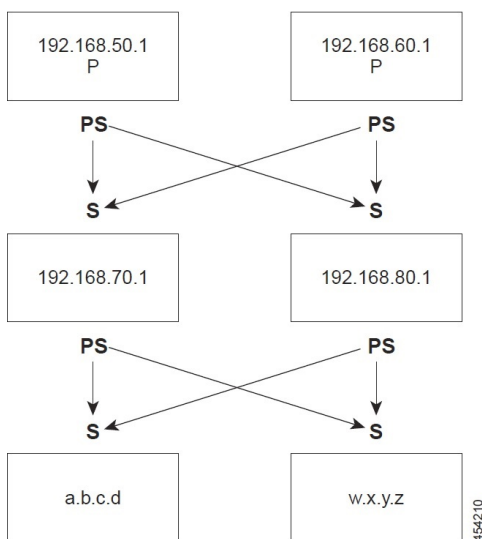 192.168.50.1
P
192.168.60.1
P
PS
PS
S
S
192.168.70.1
192.168.80.1
PS
PS
S
S
a.b.c.d
w.x.y.z
454210